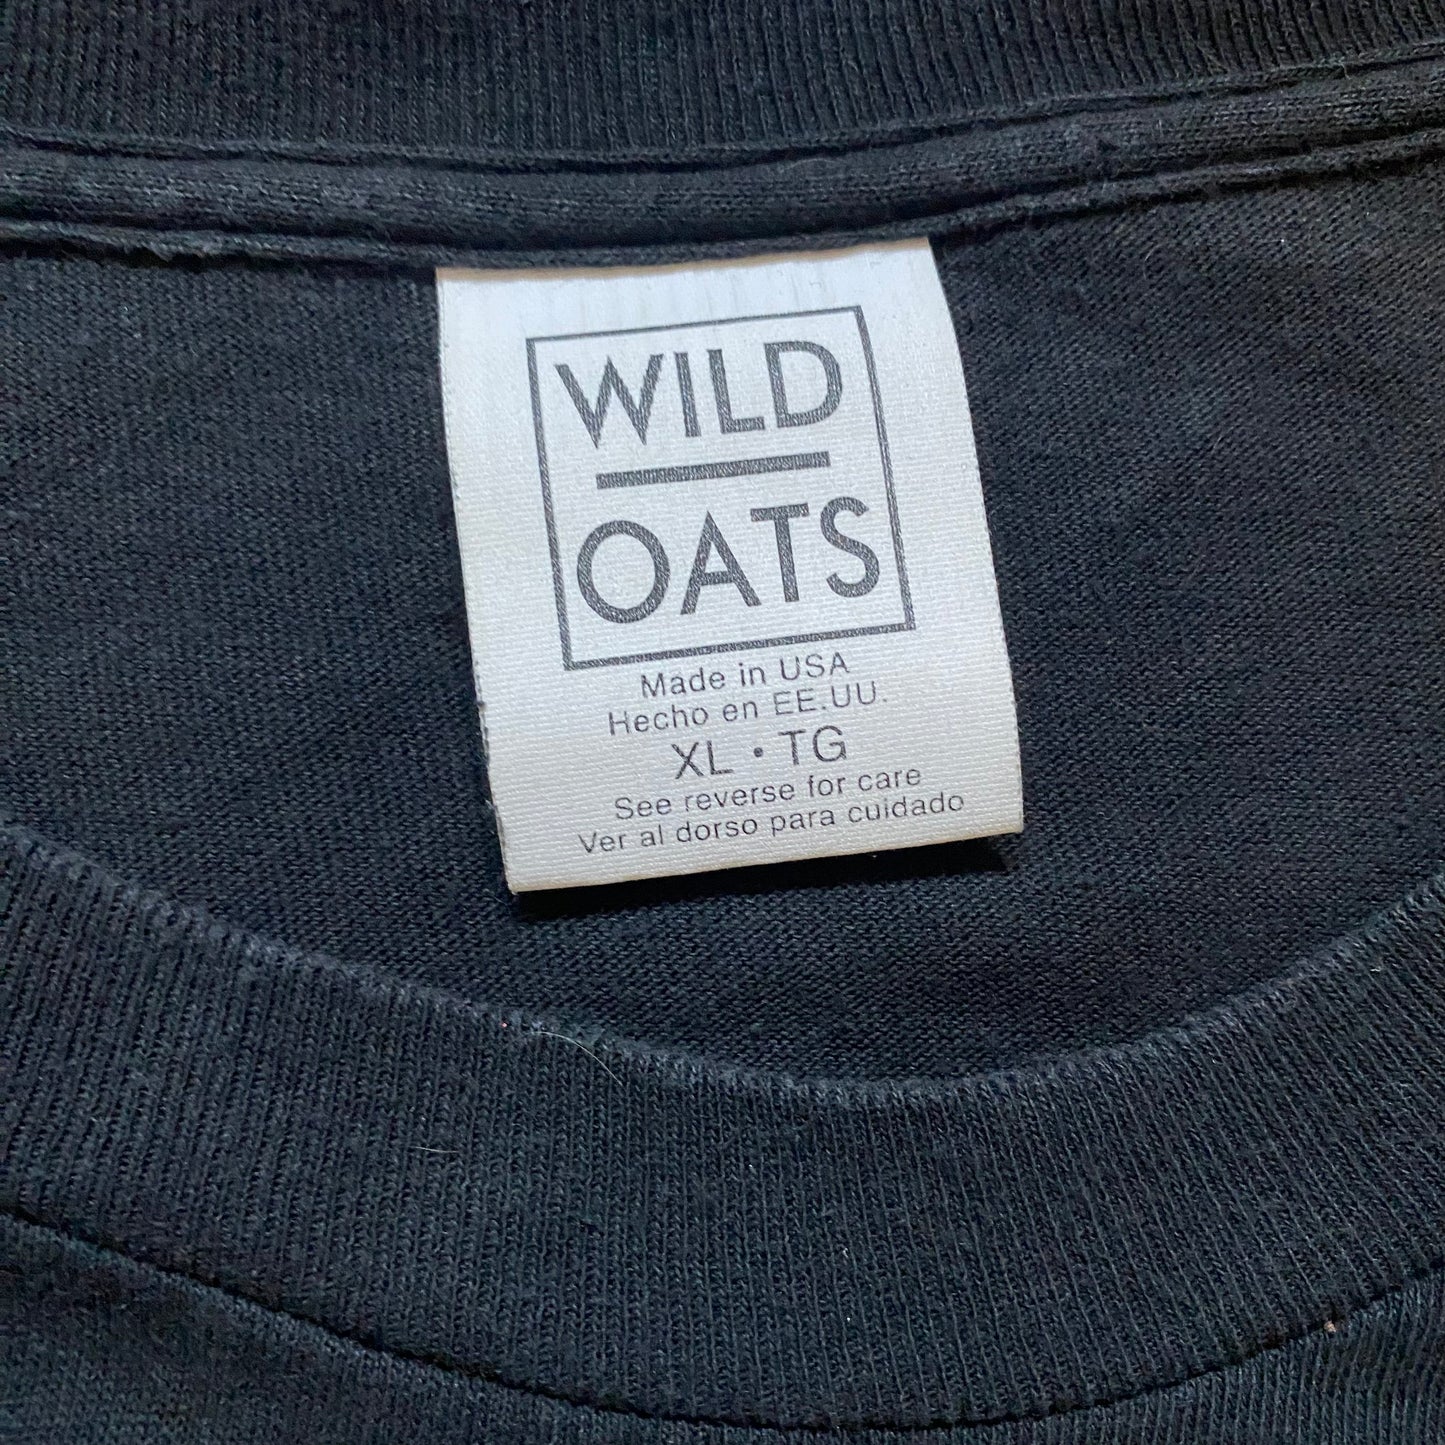 WILD
OATS
Made in USA
Hecho en EE.UU.
XL • TG
See reverse for care
Ver al dorso para cuidado